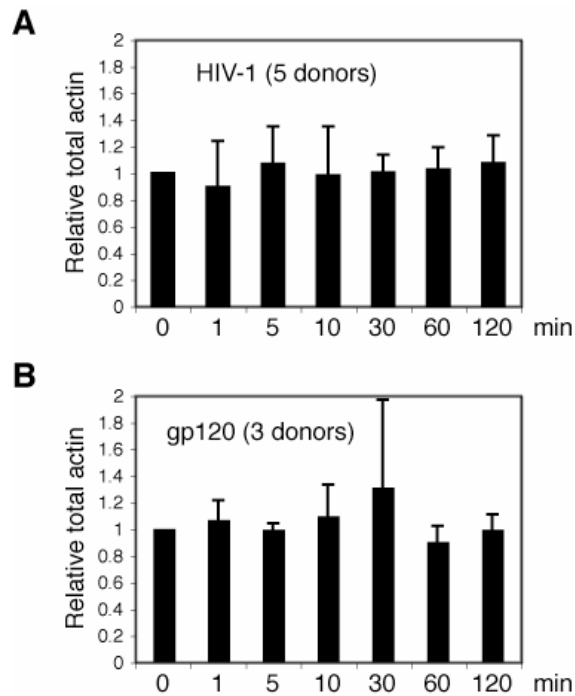 A
2
1.8
1.6
1.4
1.2
1
0.8
0.6
0.4
0.2
0
Relative total actin
HIV-1 (5 donors)
0 1 5 10 30 60 120 min
B
2
1.8
1.6
1.4
1.2
1
0.8
0.6
0.4
0.2
0
Relative total actin
gp120 (3 donors)
0 1 5 10 30 60 120 min